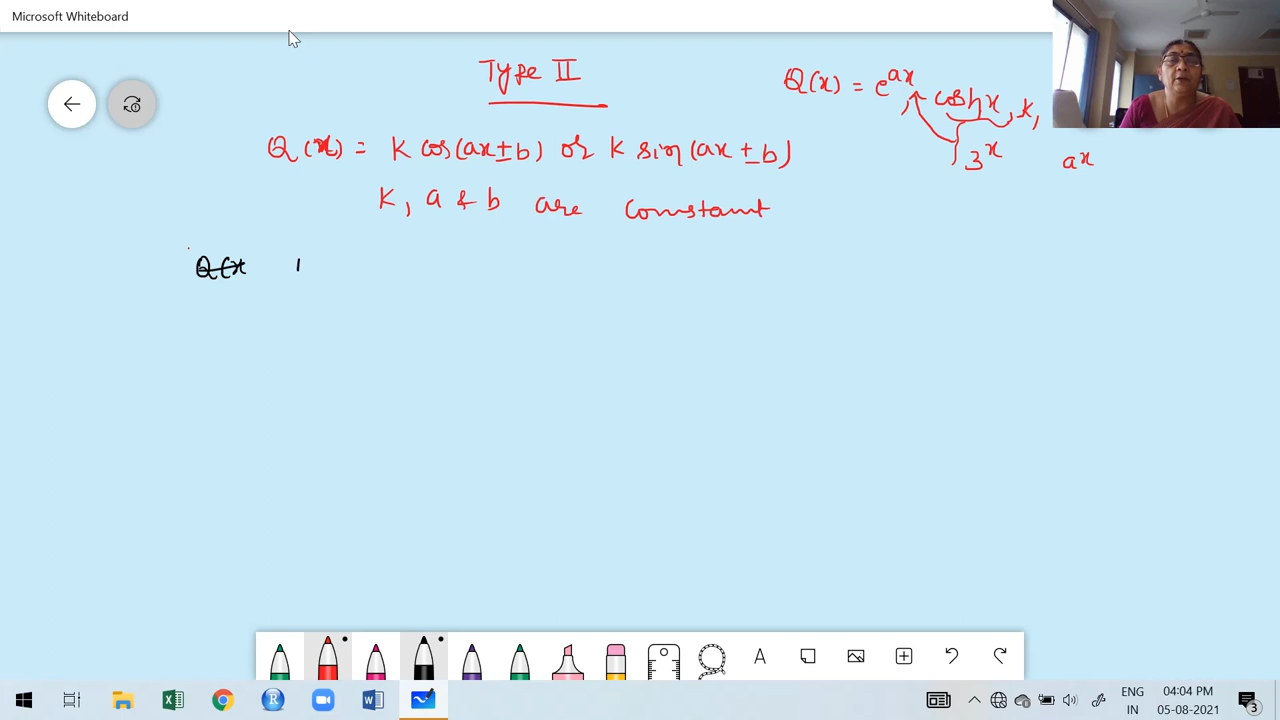 Microsoft Whiteboard
Type II
Q(x) = e^{ax}, cosh x, k,
3^x a^x
Q(x) = k cos(ax±b) or k sin(ax±b)
k, a & b are constant
Q(x
ENG
IN
04:04 PM
05-08-2021
3